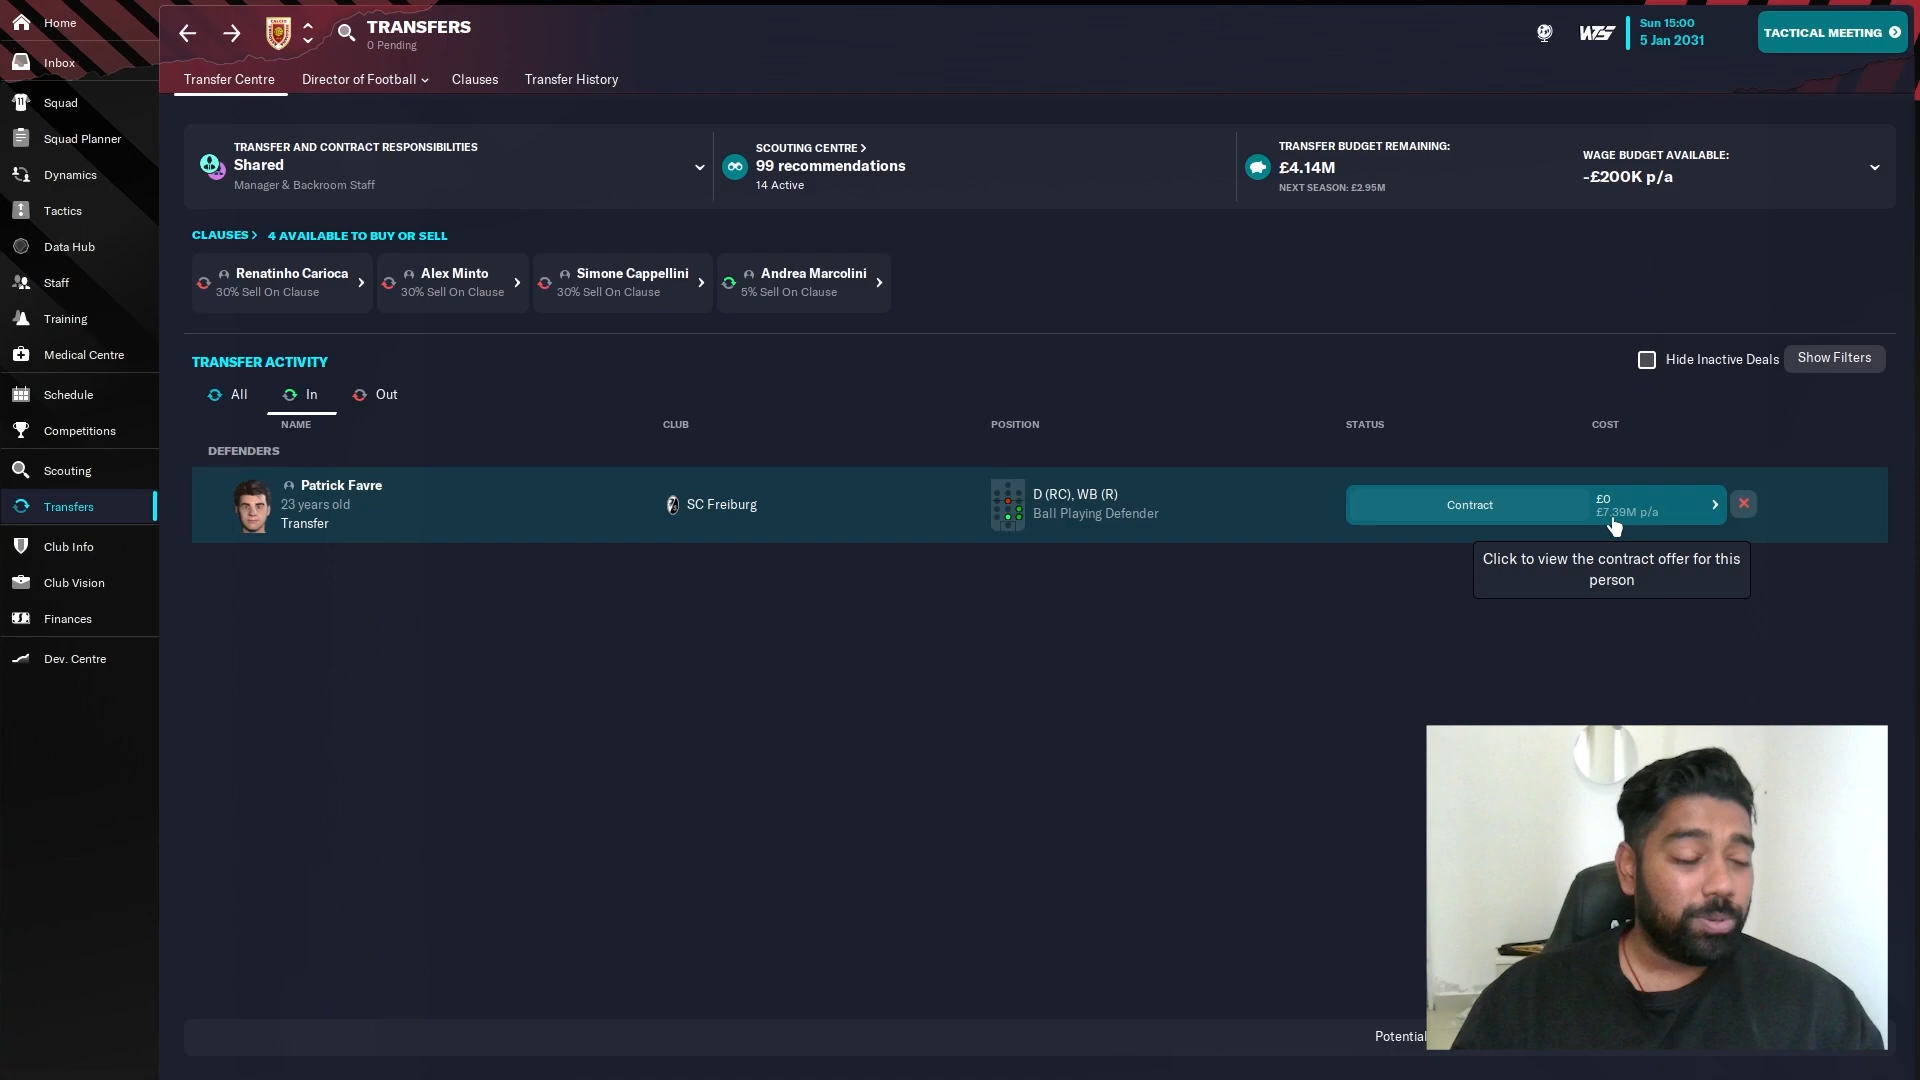 Home
Inbox
Squad
Squad Planner
Dynamics
Tactics
Data Hub
Staff
Training
Medical Centre
Schedule
Competitions
Scouting
Transfers
Club Info
Club Vision
Finances
Dev. Centre
TRANSFERS
0 Pending
Sun 15:00
5 Jan 2031
TACTICAL MEETING
Transfer Centre
Director of Football
Clauses
Transfer History
TRANSFER AND CONTRACT RESPONSIBILITIES
Shared
Manager & Backroom Staff
SCOUTING CENTRE >
99 recommendations
14 Active
TRANSFER BUDGET REMAINING:
£4.14M
NEXT SEASON: £2.95M
WAGE BUDGET AVAILABLE:
-£200K p/a
CLAUSES > 4 AVAILABLE TO BUY OR SELL
Renatinho Carioca
30% Sell On Clause
Alex Minto
30% Sell On Clause
Simone Cappellini
30% Sell On Clause
Andrea Marcolini
5% Sell On Clause
TRANSFER ACTIVITY
Hide Inactive Deals
Show Filters
All
In
Out
NAME
CLUB
POSITION
STATUS
COST
DEFENDERS
Patrick Favre
23 years old
Transfer
SC Freiburg
D (RC), WB (R)
Ball Playing Defender
Contract
£0
£7.39M p/a
Click to view the contract offer for this
person
Potential